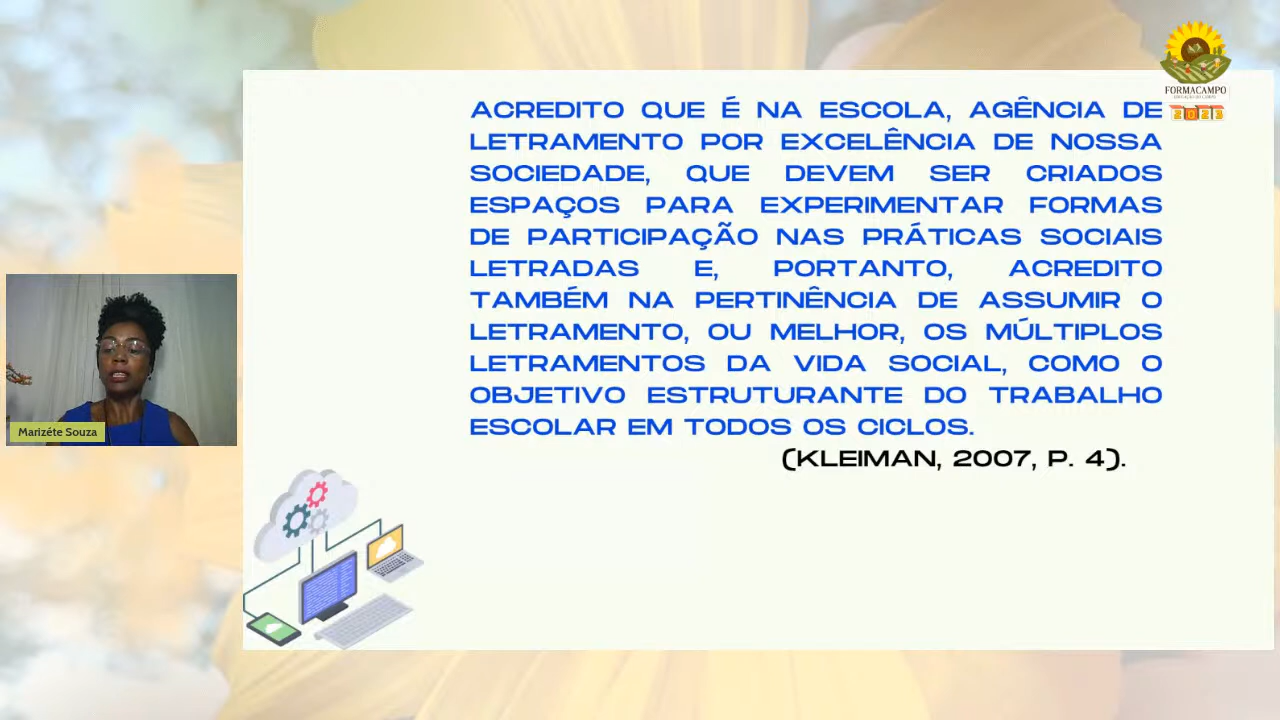 FORMACAMPO
2023
ACREDITO QUE É NA ESCOLA, AGÊNCIA DE
LETRAMENTO POR EXCELÊNCIA DE NOSSA
SOCIEDADE, QUE DEVEM SER CRIADOS
ESPAÇOS PARA EXPERIMENTAR FORMAS
DE PARTICIPAÇÃO NAS PRÁTICAS SOCIAIS
LETRADAS E, PORTANTO, ACREDITO
TAMBÉM NA PERTINÊNCIA DE ASSUMIR O
LETRAMENTO, OU MELHOR, OS MÚLTIPLOS
LETRAMENTOS DA VIDA SOCIAL, COMO O
OBJETIVO ESTRUTURANTE DO TRABALHO
ESCOLAR EM TODOS OS CICLOS.
(KLEIMAN, 2007, P. 4).
Marizéte Souza